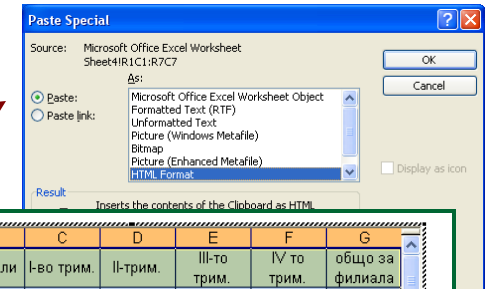 Paste Special
Source: Microsoft Office Excel Worksheet
Sheet4!R1C1:R7C7
As:
Paste:
Paste link:
Microsoft Office Excel Worksheet Object
Formatted Text (RTF)
Unformatted Text
Picture (Windows Metafile)
Bitmap
Picture (Enhanced Metafile)
HTML Format
OK
Cancel
Display as icon
Result
Inserts the contents of the Clipboard as HTML
C D E F G
ли I-во трим. II-трим. III-то трим. IV то трим. общо за филиала